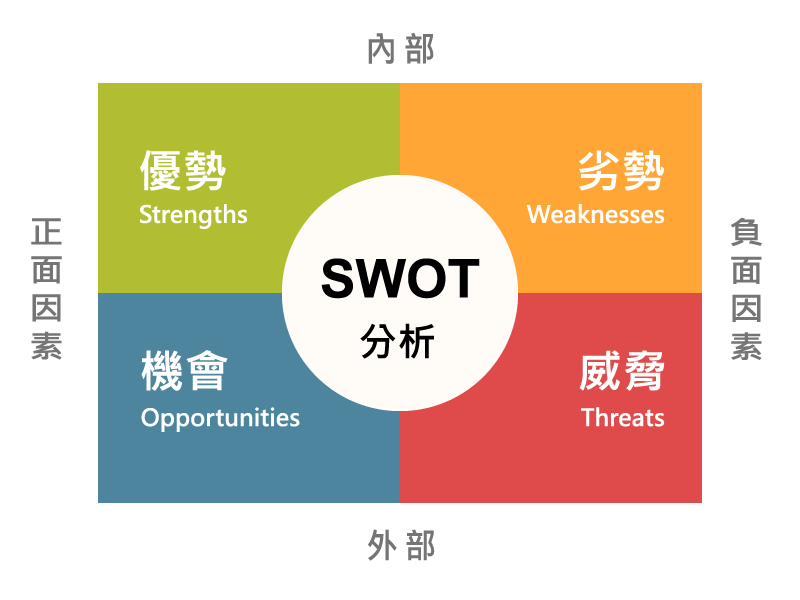 內部
優勢
Strengths
劣勢
Weaknesses
正面因素
SWOT
分析
負面因素
機會
Opportunities
威脅
Threats
外部